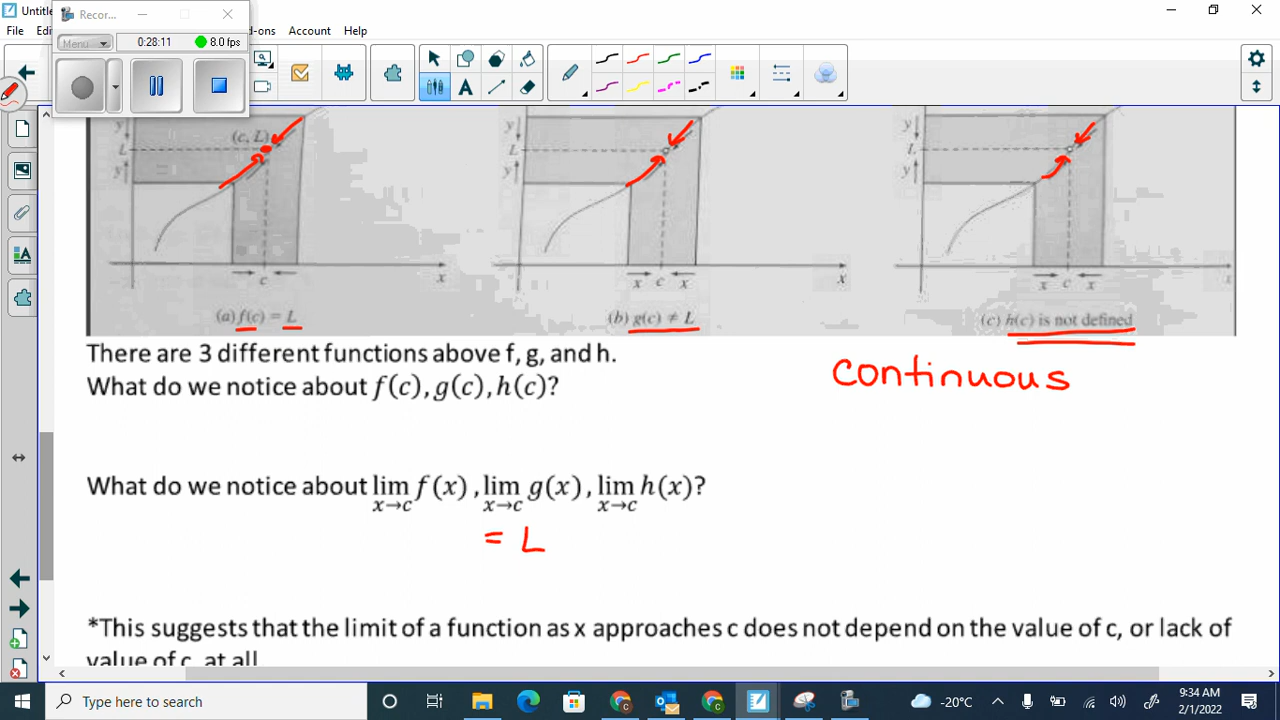 Untitle
Recor...
File Ed d-ons Account Help
Menu 0:28:11 8.0 fps
y y y
(c, L)
L L L
y y y
c x x c x x x c x x
(a) f(c) = L (b) g(c) ≠ L (c) h(c) is not defined
There are 3 different functions above f, g, and h.
continuous
What do we notice about f(c), g(c), h(c)?
What do we notice about lim x→c f(x), lim x→c g(x), lim x→c h(x)?
= L
*This suggests that the limit of a function as x approaches c does not depend on the value of c, or lack of
value of c, at all
Type here to search
-20°C
9:34 AM
2/1/2022